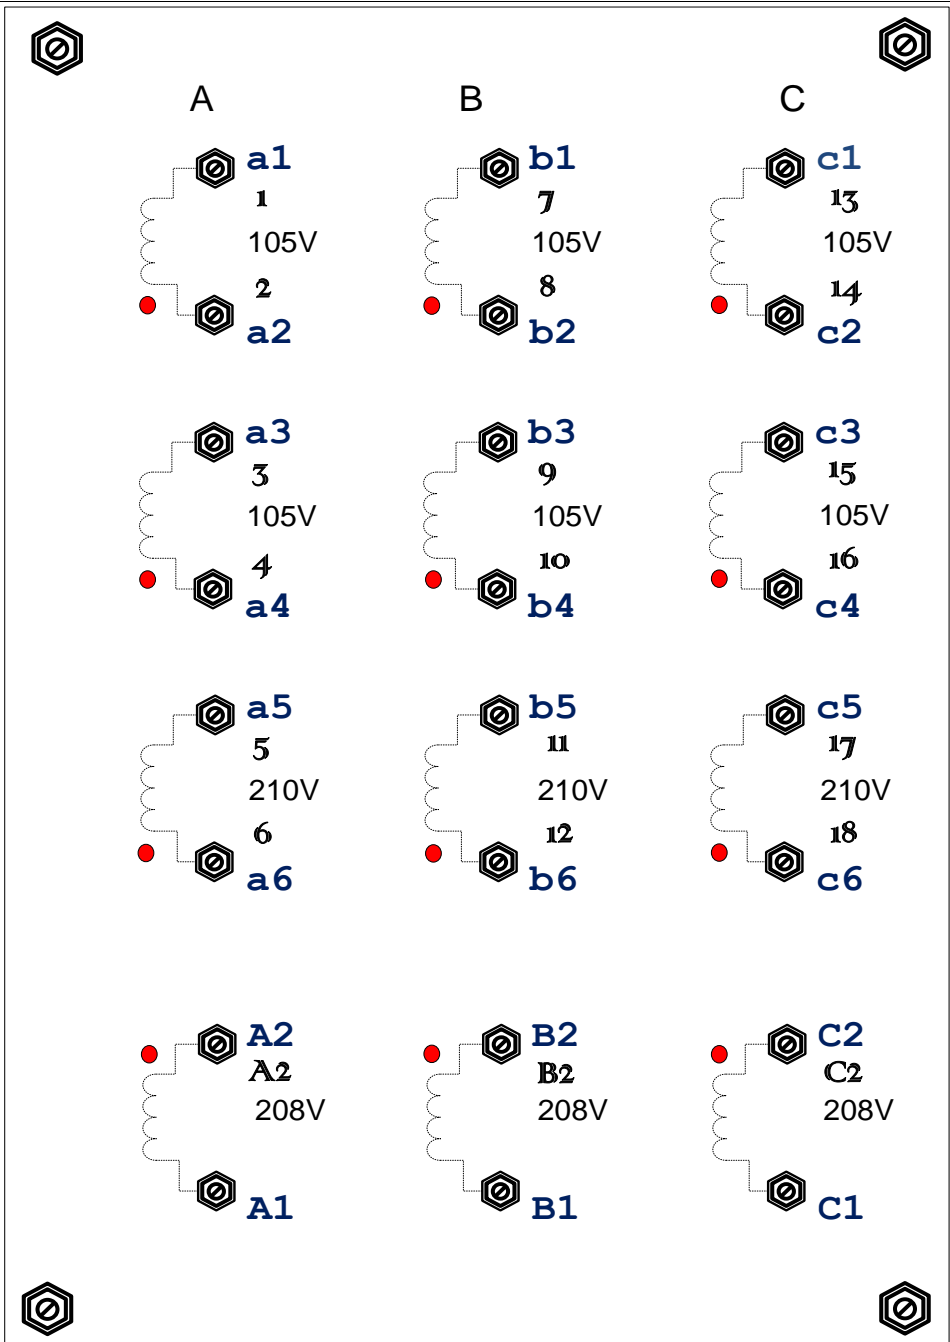 A B C
a1 b1 c1
1 7 13
105V 105V 105V
2 8 14
a2 b2 c2
a3 b3 c3
3 9 15
105V 105V 105V
4 10 16
a4 b4 c4
a5 b5 c5
5 11 17
210V 210V 210V
6 12 18
a6 b6 c6
A2 B2 C2
A2 B2 C2
208V 208V 208V
A1 B1 C1